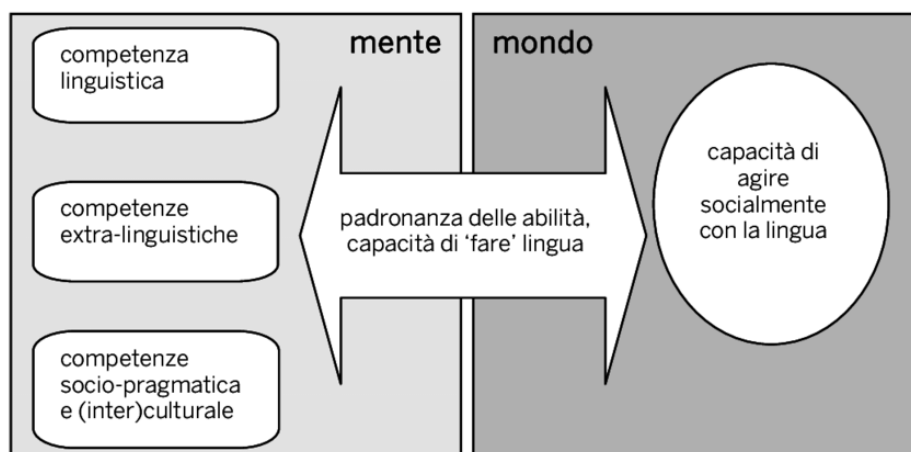 mente
mondo
competenza
linguistica
competenze
extra-linguistiche
competenze
socio-pragmatica
e (inter)culturale
padronanza delle abilità,
capacità di ‘fare’ lingua
capacità di
agire
socialmente
con la lingua